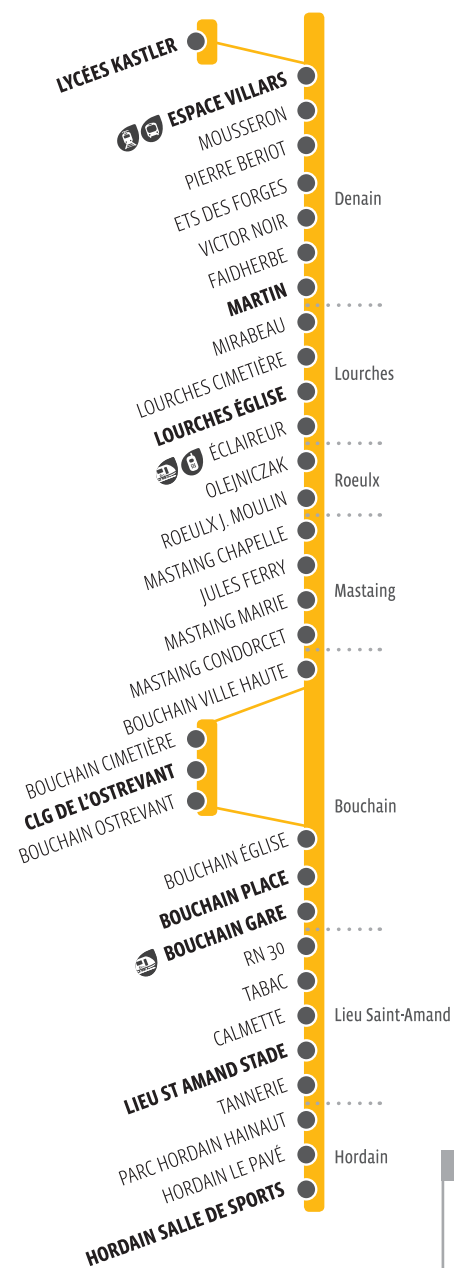 LYCÉES KASTLER
ESPACE VILLARS
MOUSSERON
PIERRE BERIOT
ETS DES FORGES
VICTOR NOIR
FAIDHERBE
MARTIN
Denain
MIRABEAU
LOURCHES CIMETIÈRE
LOURCHES ÉGLISE
ÉCLAIREUR
Lourches
OLEJNICZAK
ROEULX J. MOULIN
Roeulx
MASTAING CHAPELLE
JULES FERRY
MASTAING MAIRIE
MASTAING CONDORCET
Mastaing
BOUCHAIN VILLE HAUTE
BOUCHAIN CIMETIÈRE
CLG DE L'OSTREVANT
BOUCHAIN OSTREVANT
BOUCHAIN ÉGLISE
BOUCHAIN PLACE
BOUCHAIN GARE
Bouchain
RN 30
TABAC
CALMETTE
LIEU ST AMAND STADE
TANNERIE
Lieu Saint-Amand
PARC HORDAIN HAINAUT
HORDAIN LE PAVÉ
HORDAIN SALLE DE SPORTS
Hordain